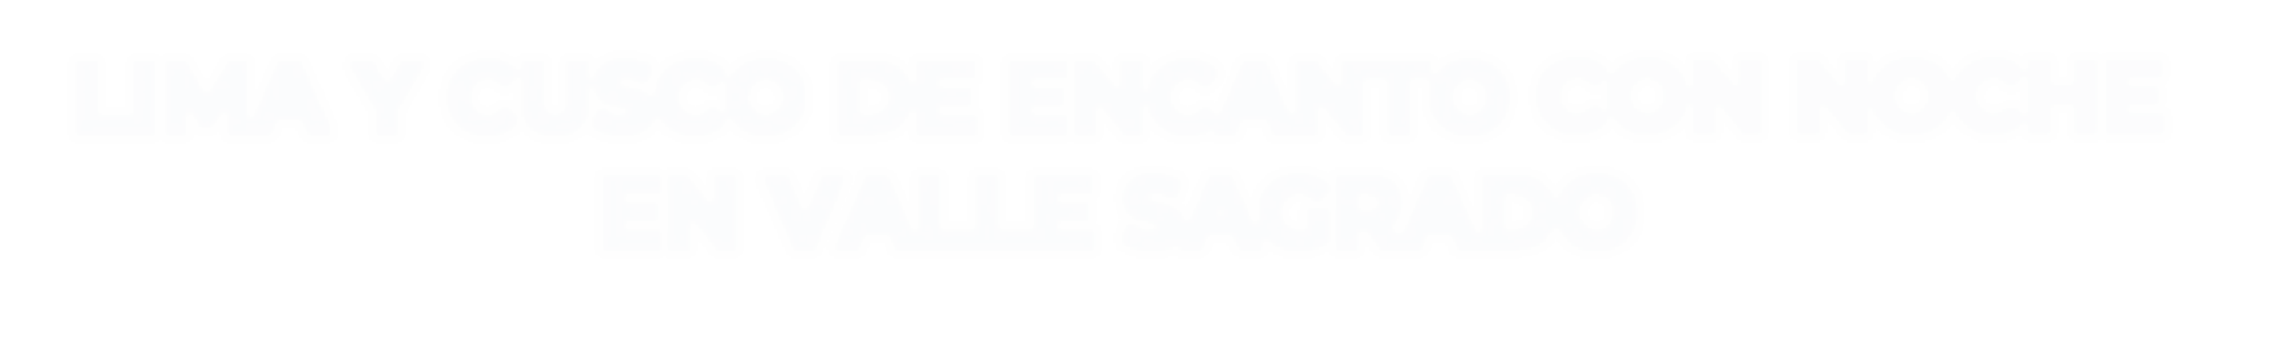 LIMA Y CUSCO DE ENCANTO CON NOCHE
EN VALLE SAGRADO